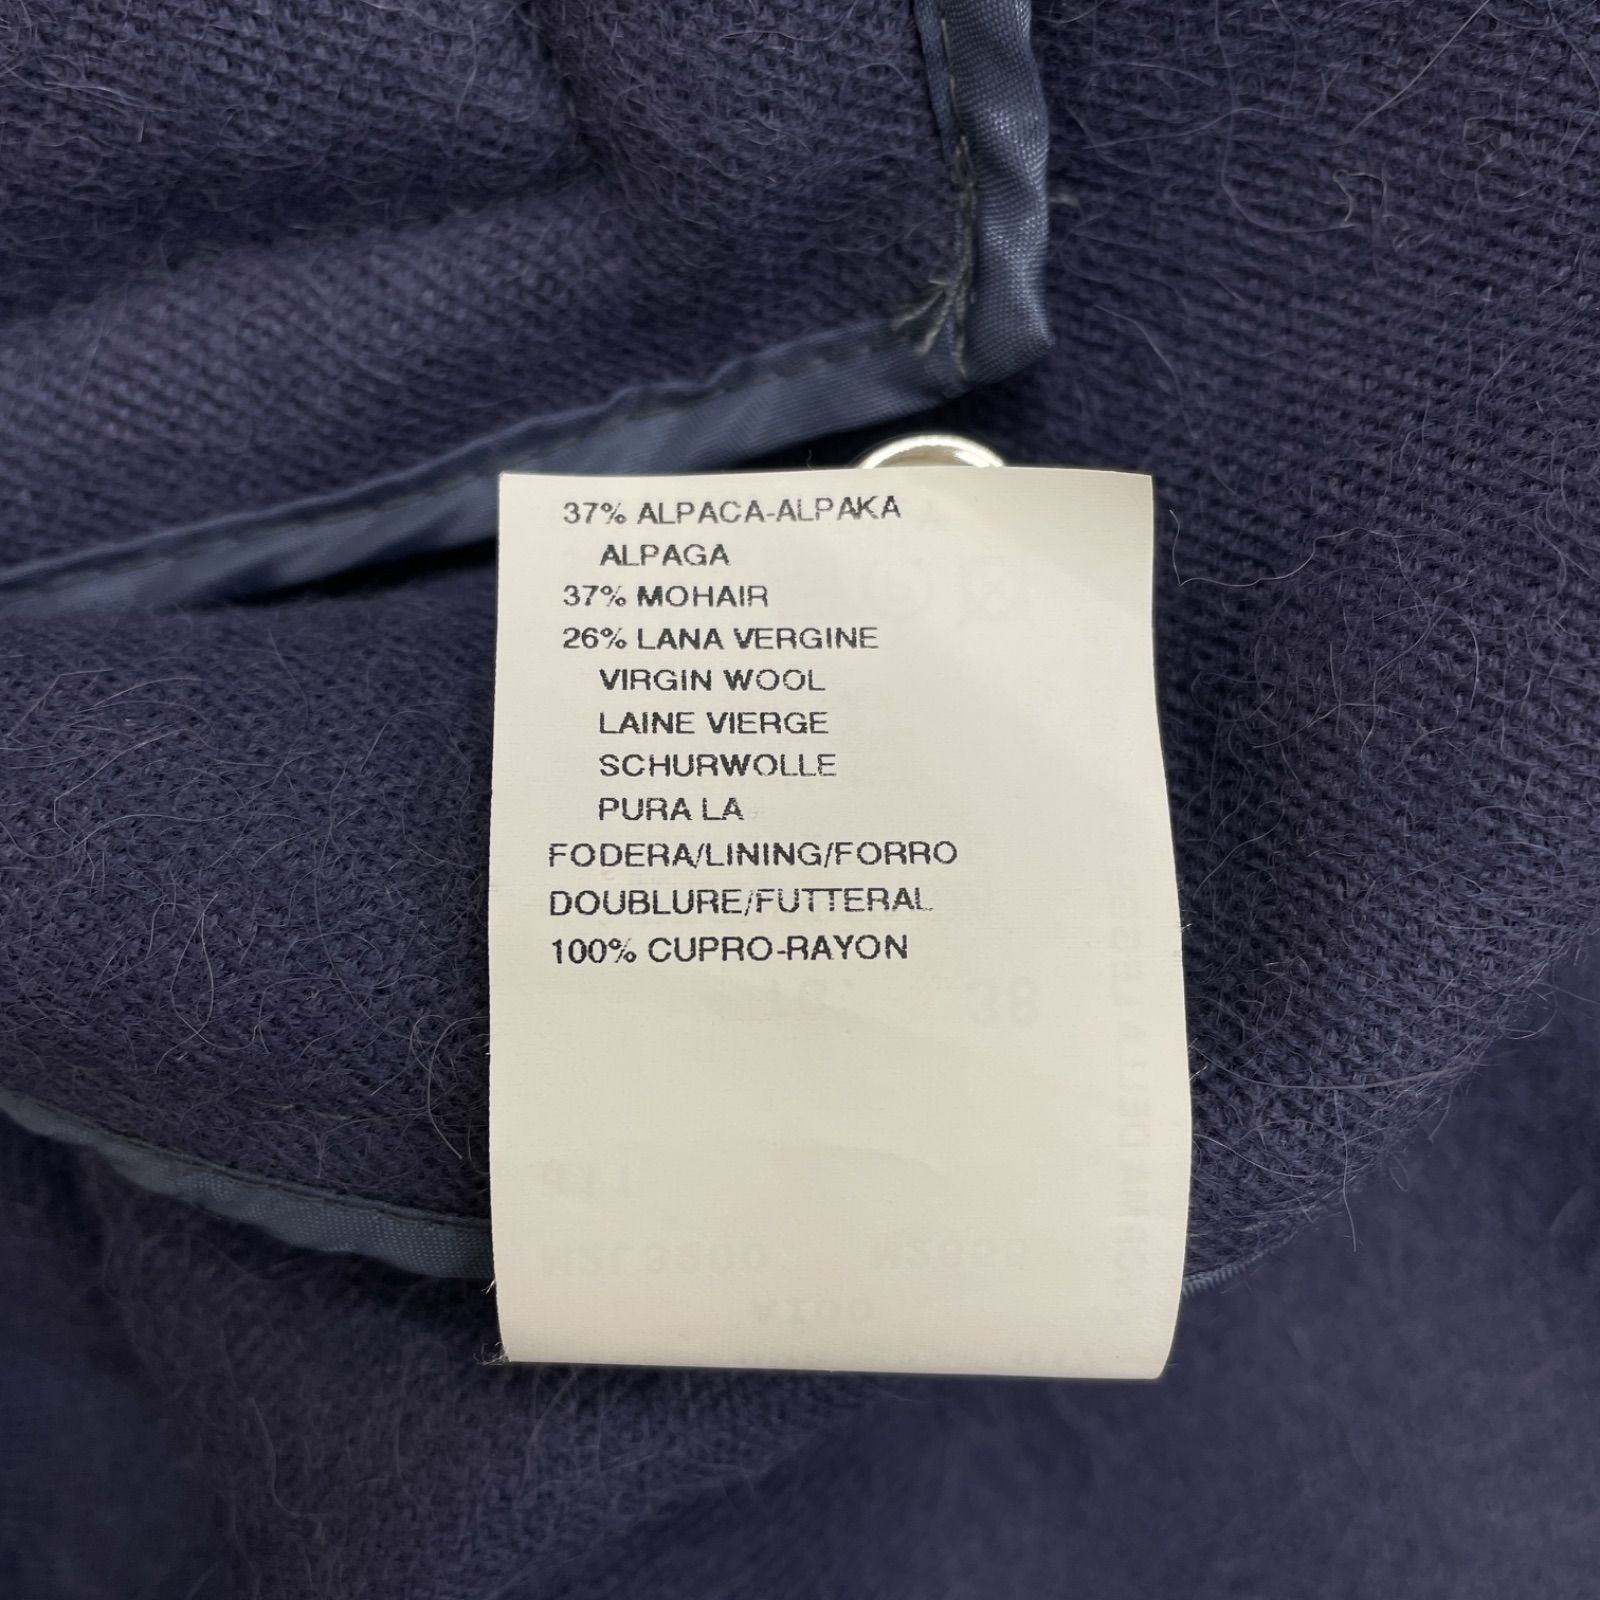 37% ALPACA-ALPAKA
ALPAGA
37% MOHAIR
26% LANA VERGINE
VIRGIN WOOL
LAINE VIERGE
SCHURWOLLE
PURA LA
FODERA/LINING/FORRO
DOUBLURE/FUTTERAL
100% CUPRO-RAYON